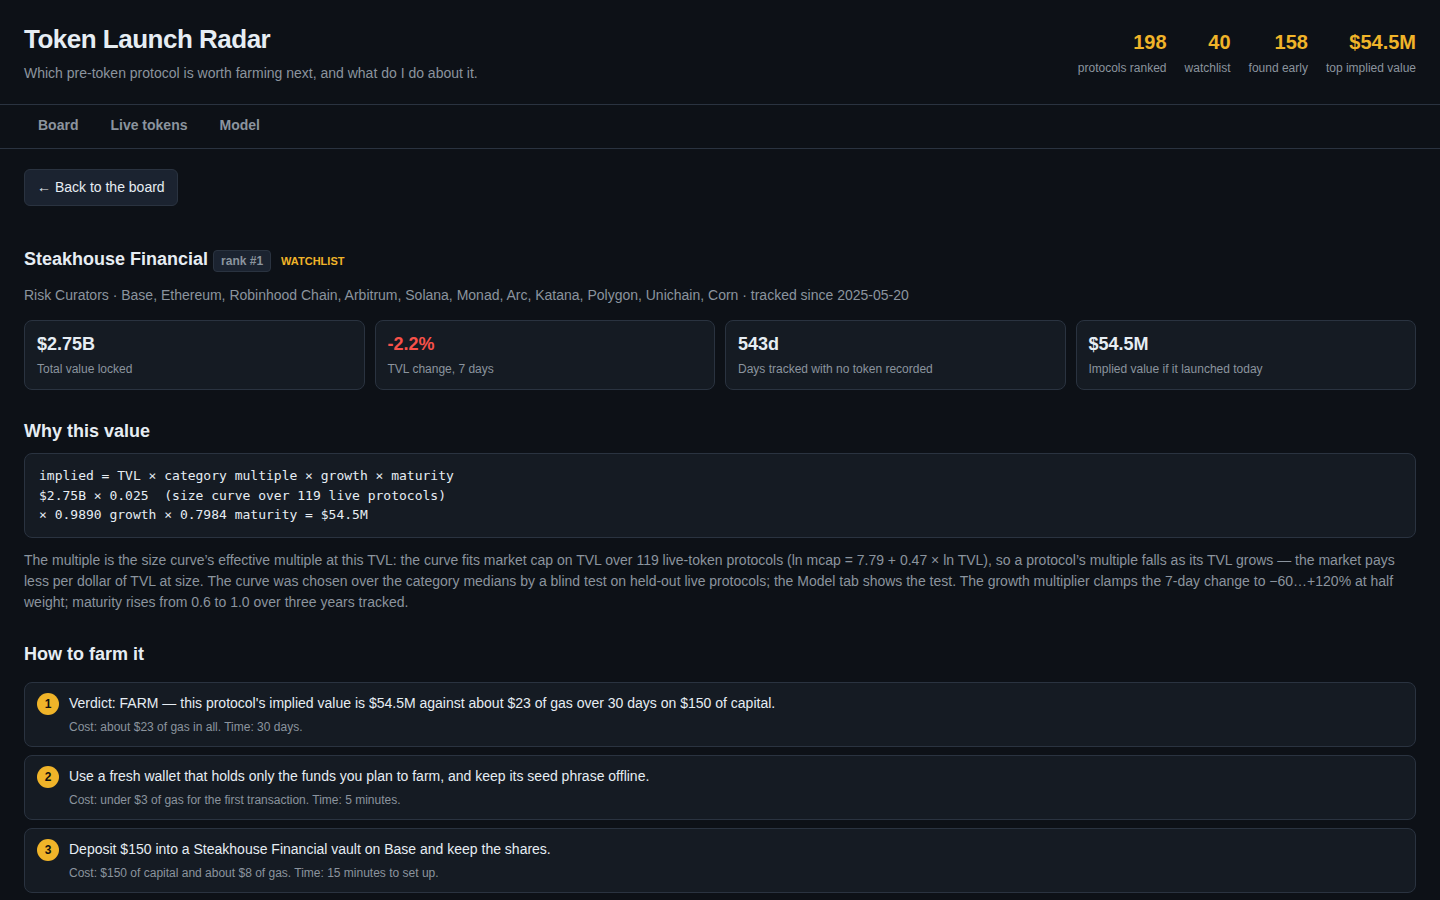 Token Launch Radar
Which pre-token protocol is worth farming next, and what do I do about it.
198
protocols ranked
40
watchlist
158
found early
$54.5M
top implied value
Board
Live tokens
Model
← Back to the board
Steakhouse Financial rank #1 WATCHLIST
Risk Curators · Base, Ethereum, Robinhood Chain, Arbitrum, Solana, Monad, Arc, Katana, Polygon, Unichain, Corn · tracked since 2025-05-20
$2.75B
Total value locked
-2.2%
TVL change, 7 days
543d
Days tracked with no token recorded
$54.5M
Implied value if it launched today
Why this value
implied = TVL × category multiple × growth × maturity
$2.75B × 0.025  (size curve over 119 live protocols)
× 0.9890 growth × 0.7984 maturity = $54.5M
The multiple is the size curve's effective multiple at this TVL: the curve fits market cap on TVL over 119 live-token protocols (ln mcap = 7.79 + 0.47 × ln TVL), so a protocol's multiple falls as its TVL grows — the market pays
less per dollar of TVL at size. The curve was chosen over the category medians by a blind test on held-out live protocols; the Model tab shows the test. The growth multiplier clamps the 7-day change to −60…+120% at half
weight; maturity rises from 0.6 to 1.0 over three years tracked.
How to farm it
1
Verdict: FARM — this protocol's implied value is $54.5M against about $23 of gas over 30 days on $150 of capital.
Cost: about $23 of gas in all. Time: 30 days.
2
Use a fresh wallet that holds only the funds you plan to farm, and keep its seed phrase offline.
Cost: under $3 of gas for the first transaction. Time: 5 minutes.
3
Deposit $150 into a Steakhouse Financial vault on Base and keep the shares.
Cost: $150 of capital and about $8 of gas. Time: 15 minutes to set up.